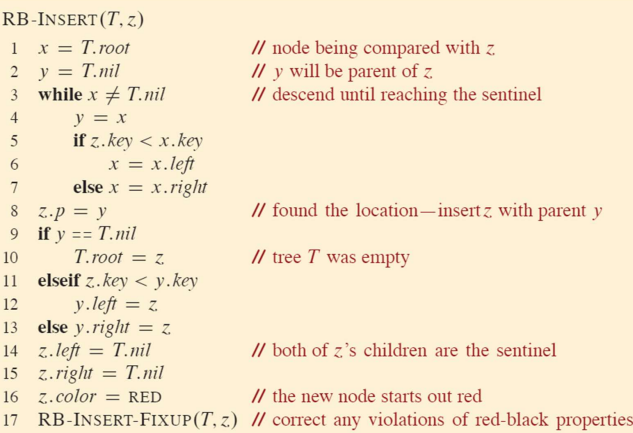 RB-INSERT(T, z)
1 x = T.root // node being compared with z
2 y = T.nil // y will be parent of z
3 while x ≠ T.nil // descend until reaching the sentinel
4 y = x
5 if z.key < x.key
6 x = x.left
7 else x = x.right
8 z.p = y // found the location—insert z with parent y
9 if y == T.nil
10 T.root = z // tree T was empty
11 elseif z.key < y.key
12 y.left = z
13 else y.right = z
14 z.left = T.nil // both of z's children are the sentinel
15 z.right = T.nil
16 z.color = RED // the new node starts out red
17 RB-INSERT-FIXUP(T, z) // correct any violations of red-black properties